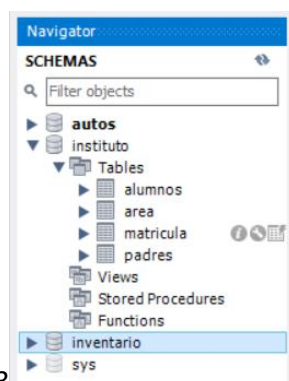 Navigator
SCHEMAS
Filter objects
autos
instituto
Tables
alumnos
area
matricula
padres
Views
Stored Procedures
Functions
inventario
sys